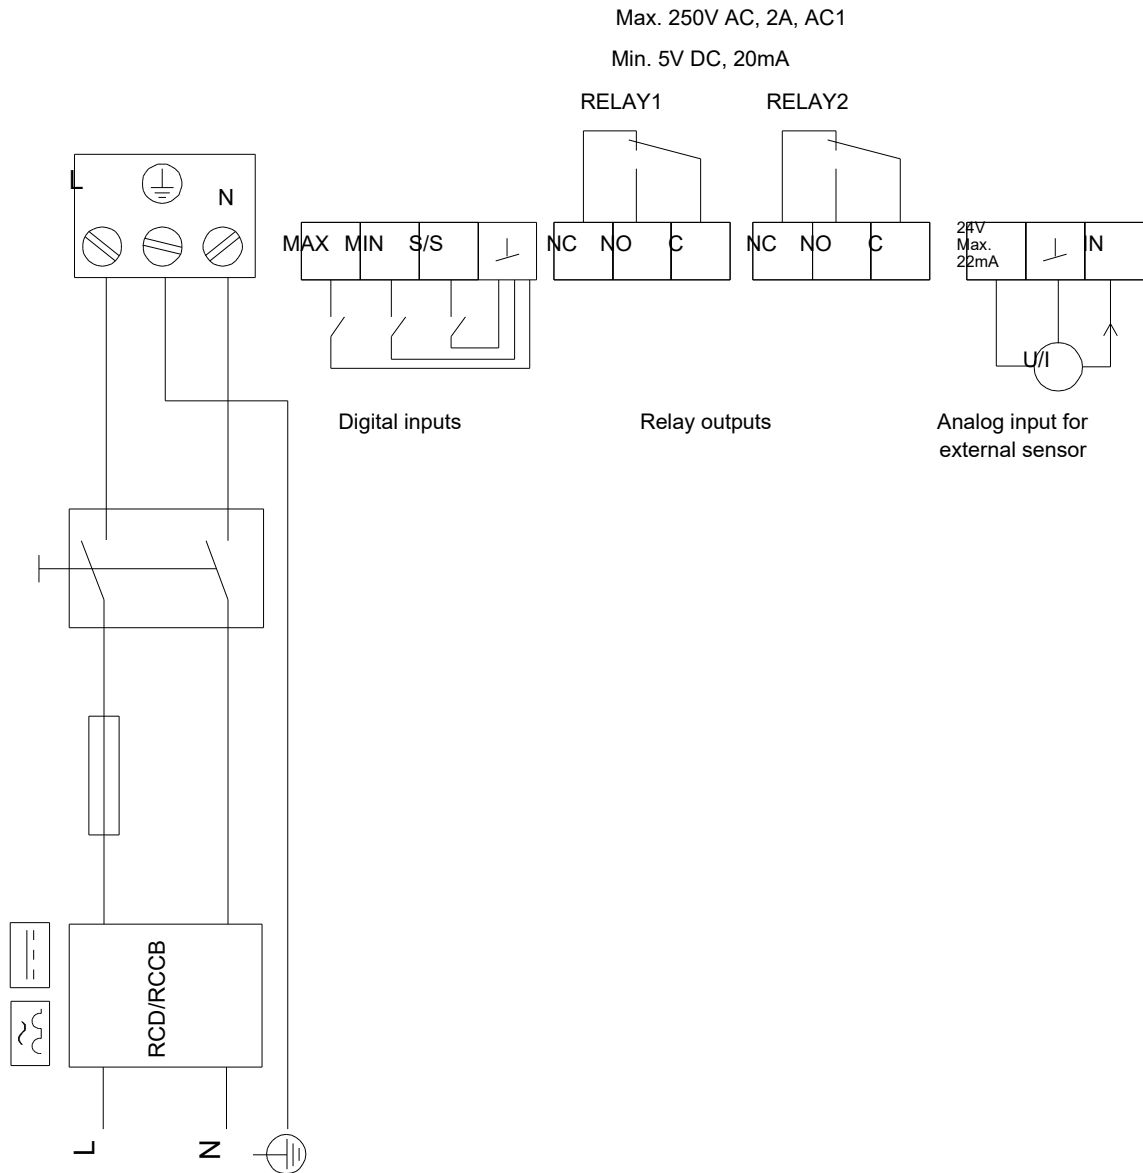 Max. 250V AC, 2A, AC1
Min. 5V DC, 20mA
RELAY1 RELAY2
L N
MAX MIN S/S NC NO C NC NO C 24V Max. 22mA IN
U/I
Digital inputs Relay outputs Analog input for
external sensor
RCD/RCCB
L N